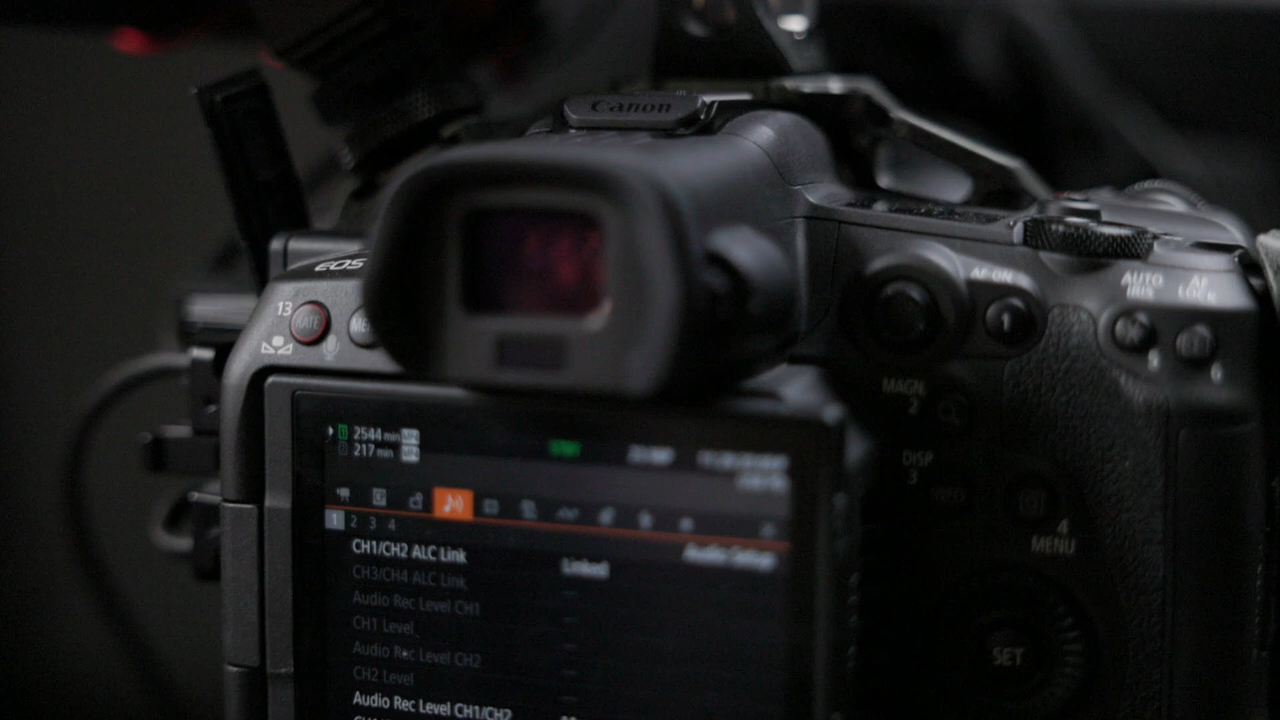 Canon
EOS
13
RATE
AF-ON
1
AUTO
IRIS
AF
LOCK
MAGN
2
DISP
3
4
MENU
SET
2544 min
217 min
1 2 3 4
Audio Setup
CH1/CH2 ALC Link Linked
CH3/CH4 ALC Link
Audio Rec Level CH1
CH1 Level
Audio Rec Level CH2
CH2 Level
Audio Rec Level CH1/CH2